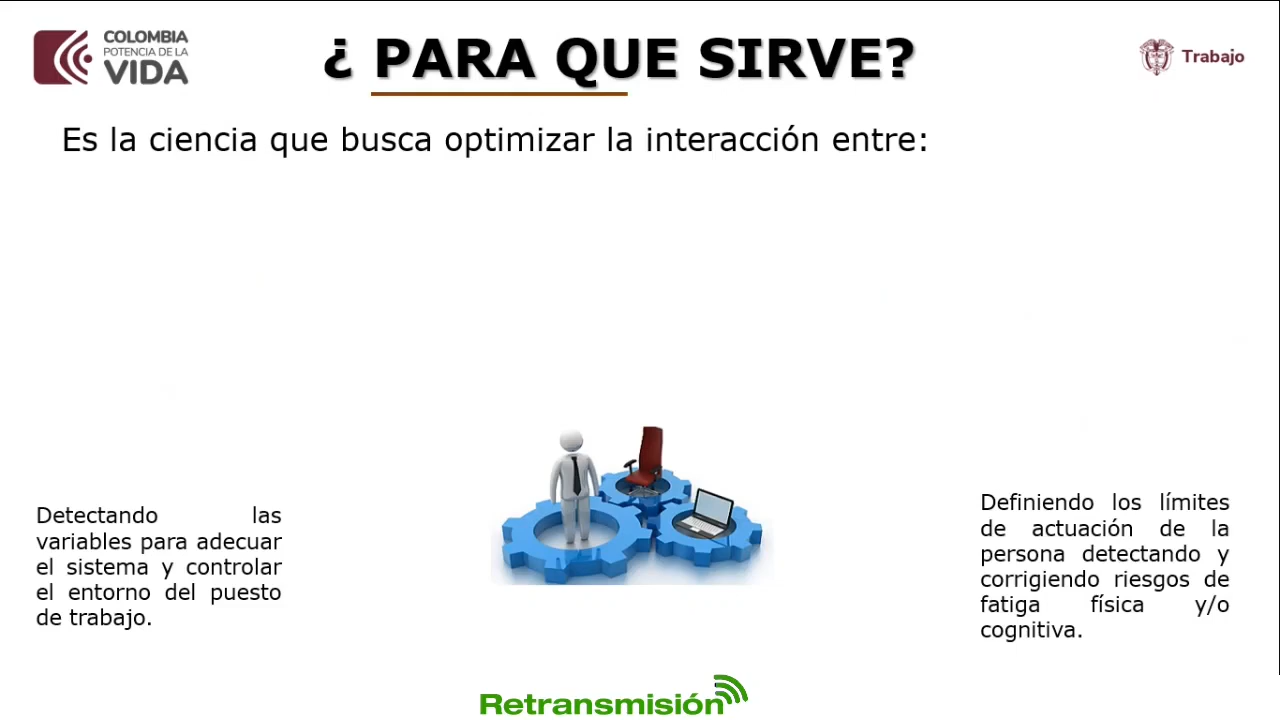 COLOMBIA
POTENCIA DE LA
VIDA
¿ PARA QUE SIRVE?
Trabajo
Es la ciencia que busca optimizar la interacción entre:
Detectando las
variables para adecuar
el sistema y controlar
el entorno del puesto
de trabajo.
Definiendo los límites
de actuación de la
persona detectando y
corrigiendo riesgos de
fatiga física y/o
cognitiva.
Retransmisión